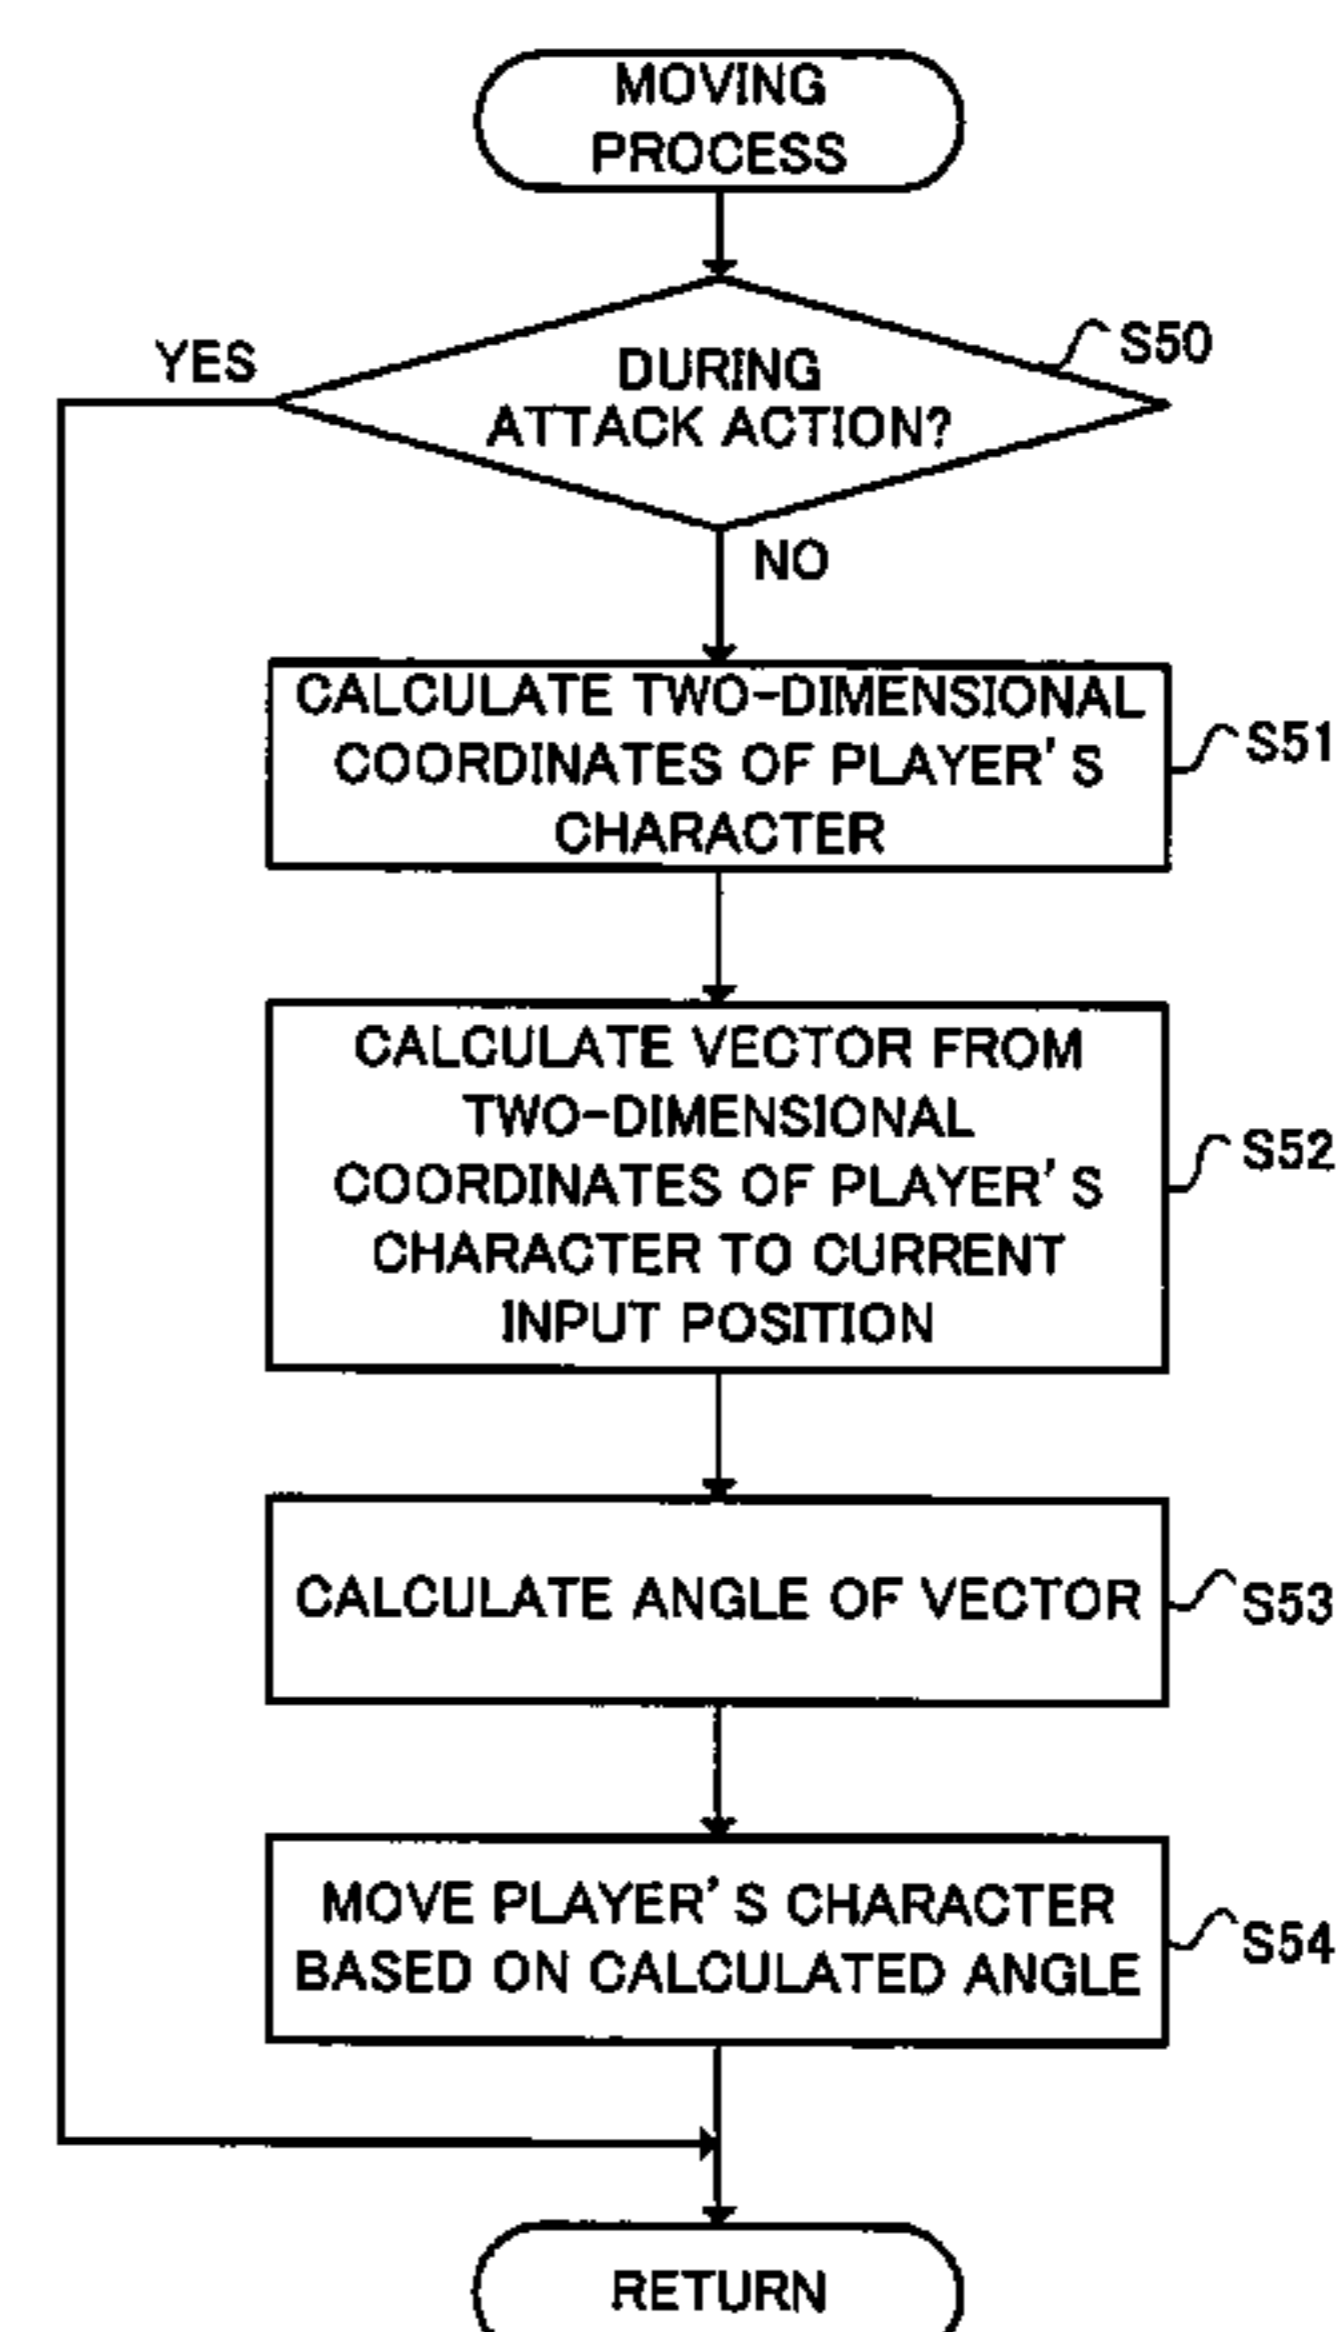 MOVING
PROCESS
YES
DURING
ATTACK ACTION?
S50
NO
CALCULATE TWO-DIMENSIONAL
COORDINATES OF PLAYER'S
CHARACTER
S51
CALCULATE VECTOR FROM
TWO-DIMENSIONAL
COORDINATES OF PLAYER'S
CHARACTER TO CURRENT
INPUT POSITION
S52
CALCULATE ANGLE OF VECTOR
S53
MOVE PLAYER'S CHARACTER
BASED ON CALCULATED ANGLE
S54
RETURN